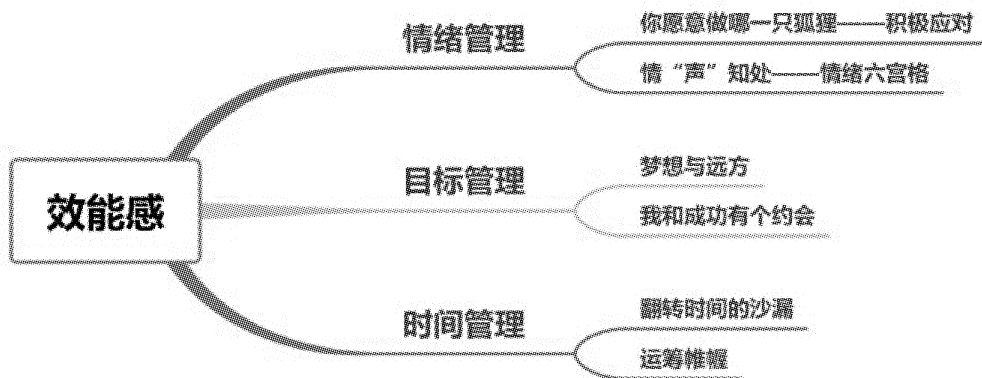 效能感
情绪管理
你愿意做哪一只狐狸——积极应对
情“声”知处——情绪六宫格
目标管理
梦想与远方
我和成功有个约会
时间管理
翻转时间的沙漏
运筹帷幄